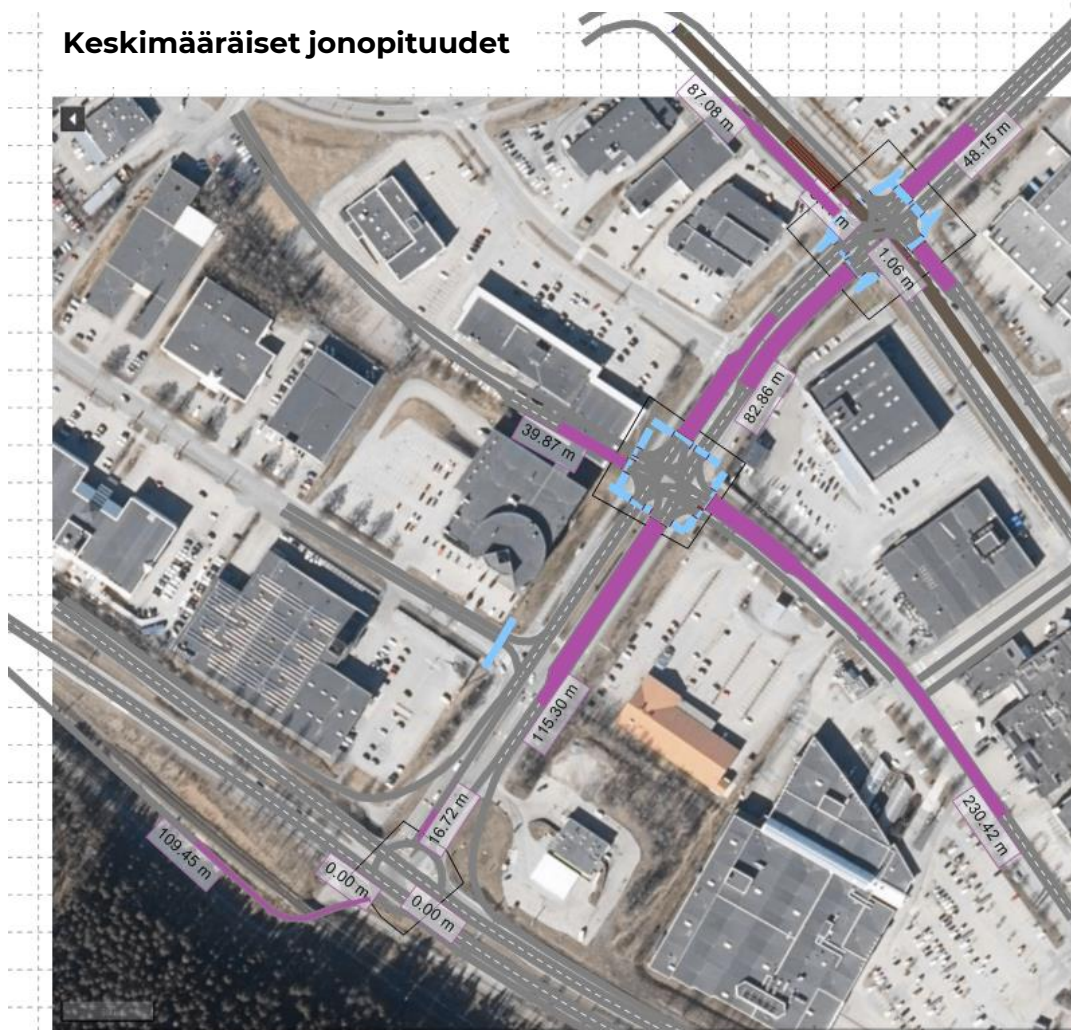 Keskimääräiset jonopituudet
87.08 m
48.15 m
m
1.06 m
82.86 m
39.87 m
115.30 m
230.42 m
16.72 m
109.45 m
0.00 m
0.00 m